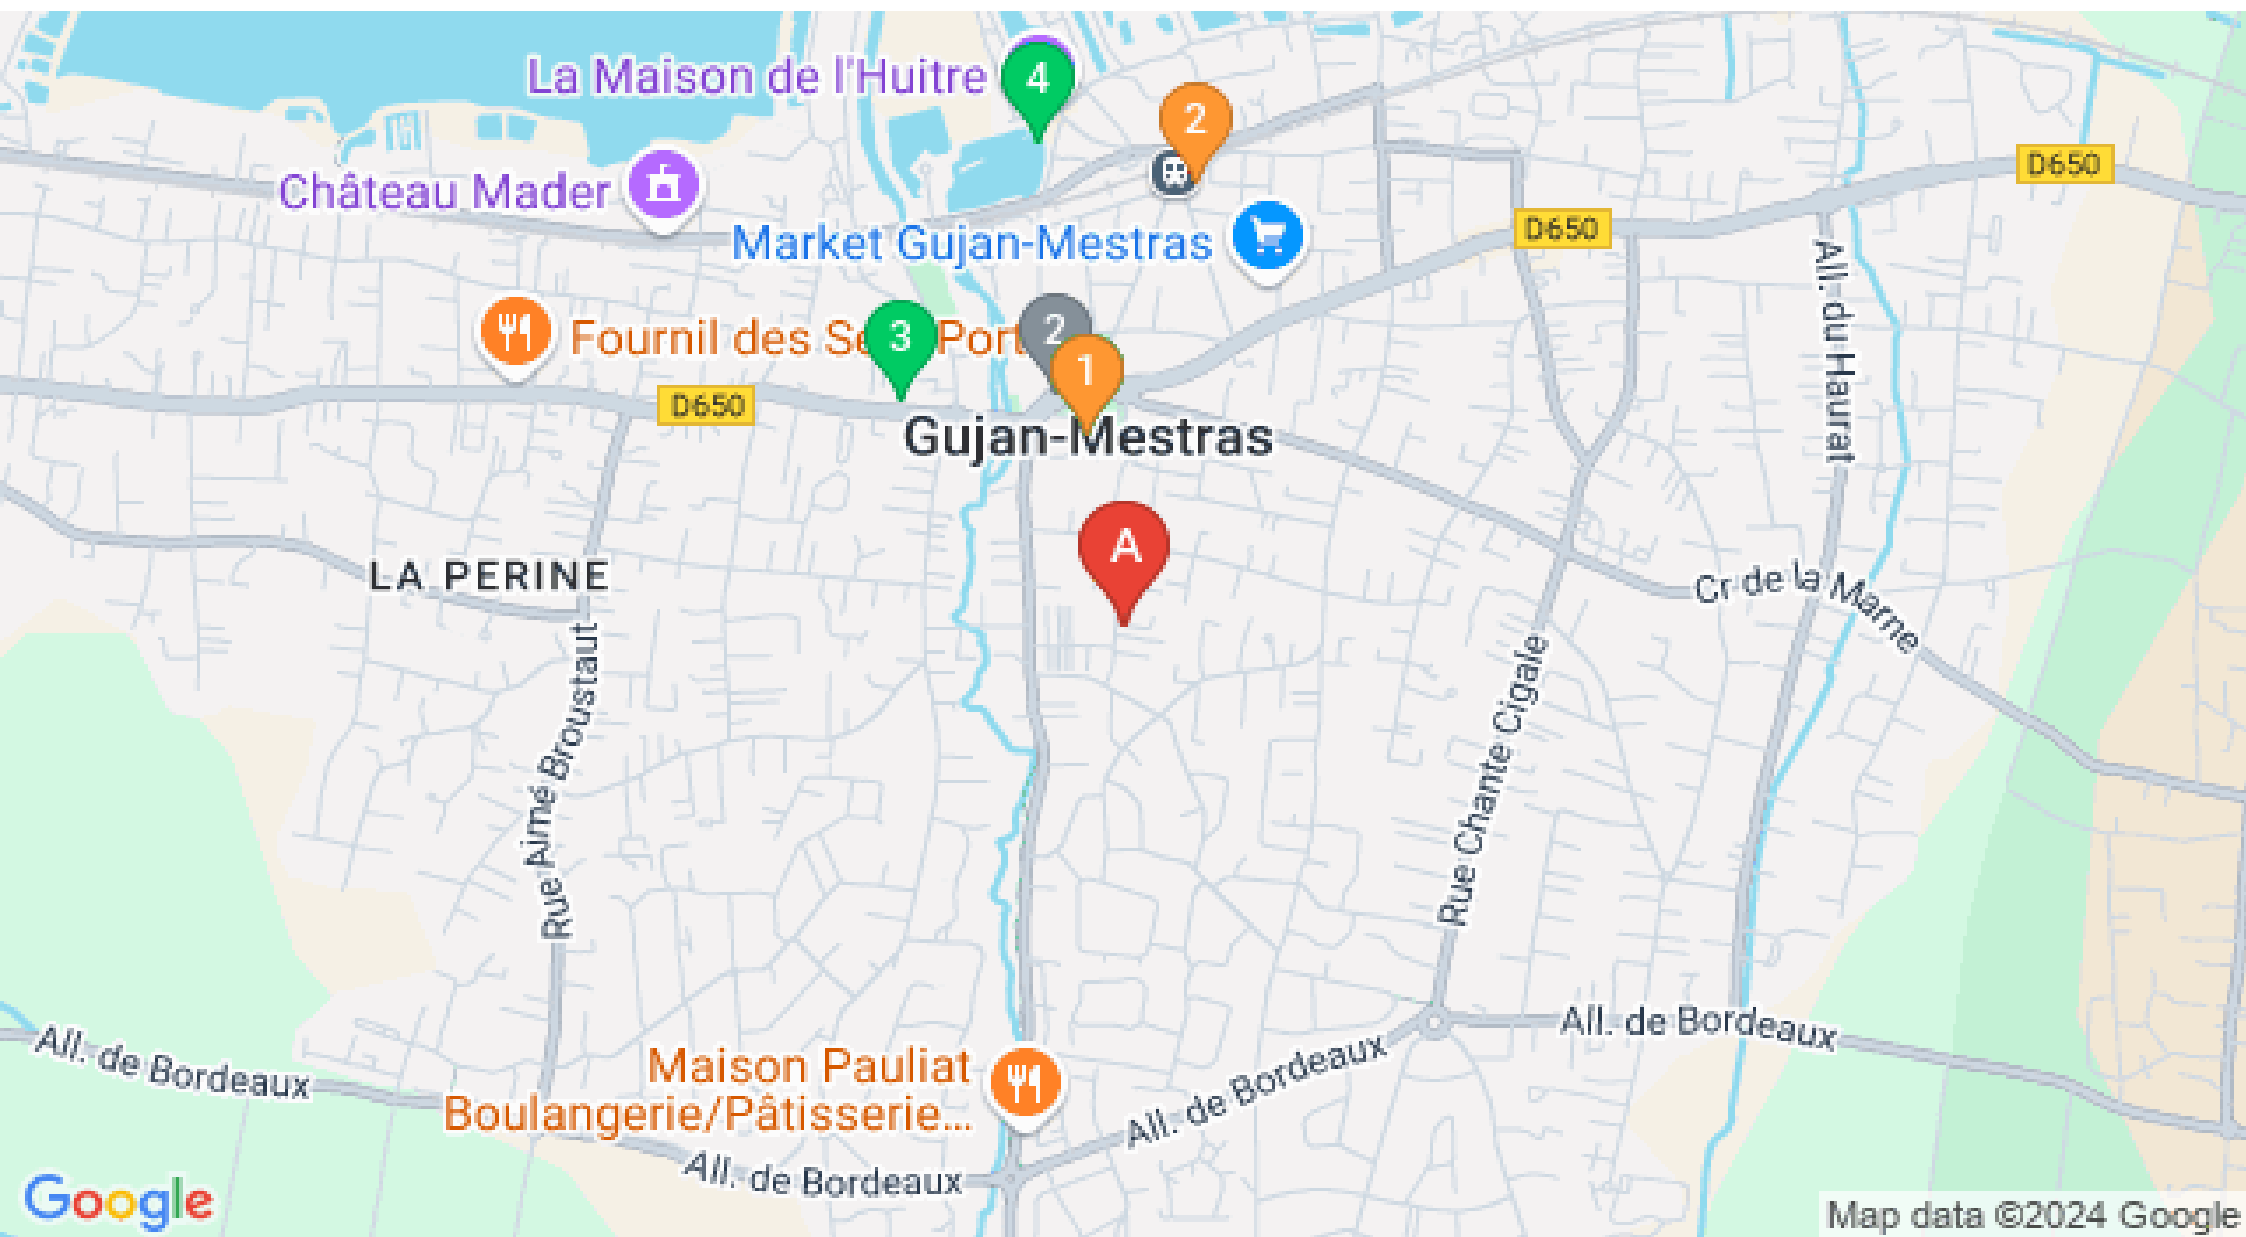 La Maison de l'Huitre
4
2
D650
Château Mader
Market Gujan-Mestras
D650
All. du Haurat
Fournil des Se
3
Port
2
1
D650
Gujan-Mestras
A
LA PERINE
Cr de la Marne
Rue Aimé Broustaut
Rue Chante Cigale
All. de Bordeaux
All. de Bordeaux
All. de Bordeaux
Maison Pauliat
Boulangerie/Pâtisserie...
All. de Bordeaux
Google
Map data ©2024 Google